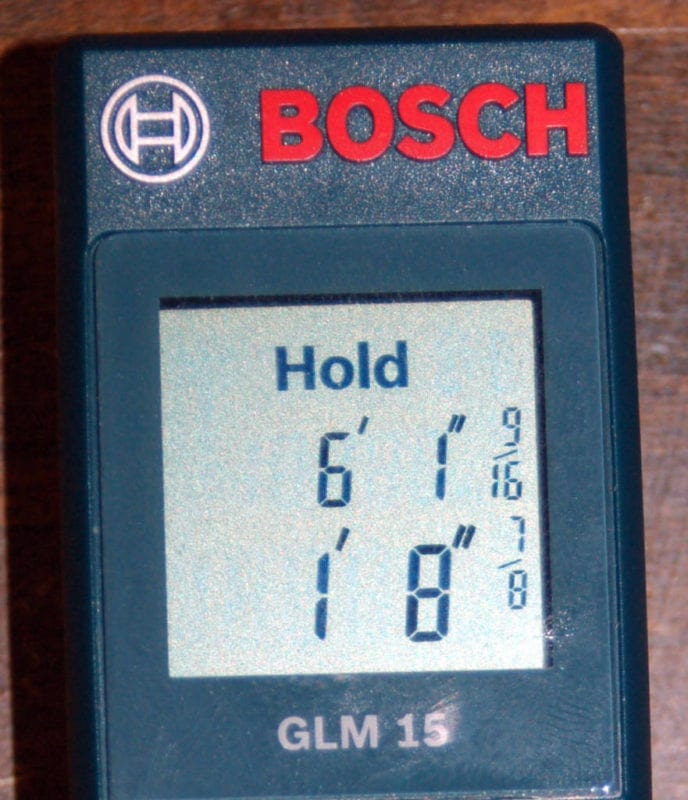 BOSCH
Hold
6' 1" 9/16
1' 8" 7/8
GLM 15